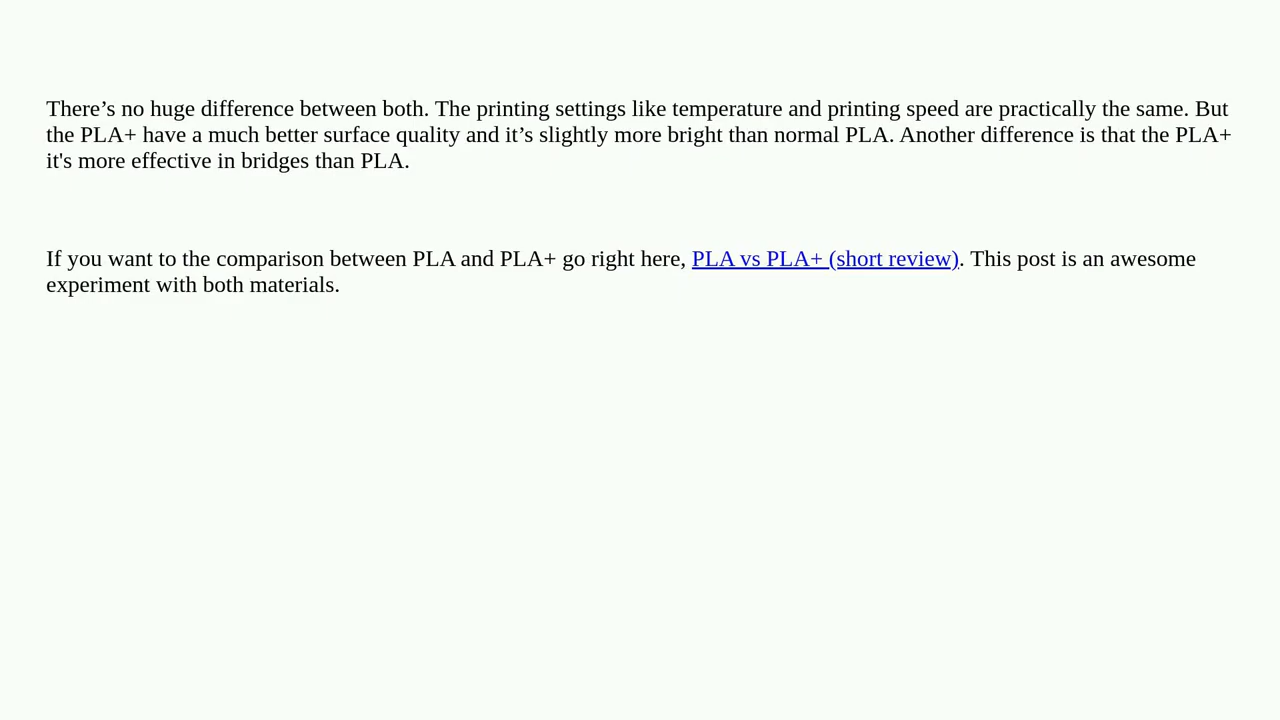 There’s no huge difference between both. The printing settings like temperature and printing speed are practically the same. But
the PLA+ have a much better surface quality and it’s slightly more bright than normal PLA. Another difference is that the PLA+
it's more effective in bridges than PLA.
If you want to the comparison between PLA and PLA+ go right here, PLA vs PLA+ (short review). This post is an awesome
experiment with both materials.